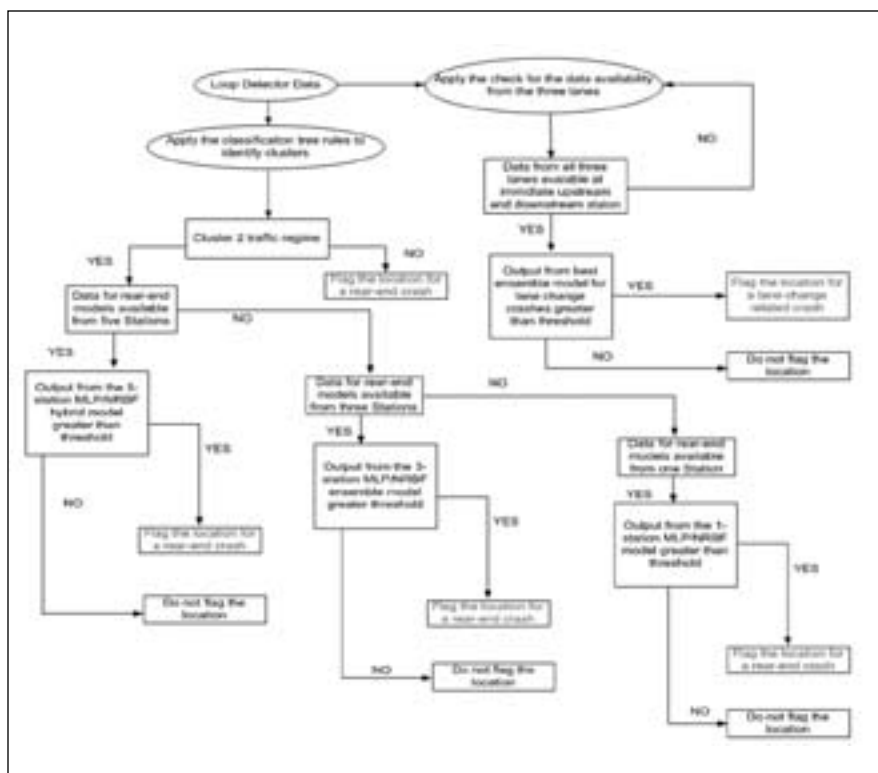 Loop Detector Data
Apply the check for the data availability
from the three lanes
Apply the classification tree rules to
identify clusters
NO
Data from all three
lanes available at
immediate upstream
and downstream station
Cluster 2 traffic regime
YES
NO
YES
Flag the location for
a rear-end crash
Data for rear-end
models available
from five Stations
Output from best
ensemble model for
lane change
crashes greater
than threshold
YES
Flag the location for
a lane-change
related crash
NO
YES
NO
Do not flag the
location
Output from the 5-
station MLP/NRBF
hybrid model
greater than
threshold
Data for rear-end
models available
from three Stations
NO
YES
YES
Data for rear-end
models available
from one Station
Output from the 3-
station MLP/NRBF
ensemble model
greater threshold
NO
YES
YES
Output from the 1-
station MLP/NRBF
model greater than
threshold
Flag the location for
a rear-end crash
YES
Do not flag the
location
Flag the location for
a rear-end crash
Flag the location for
a rear-end crash
NO
Do not flag the
location
NO
Do not flag the
location